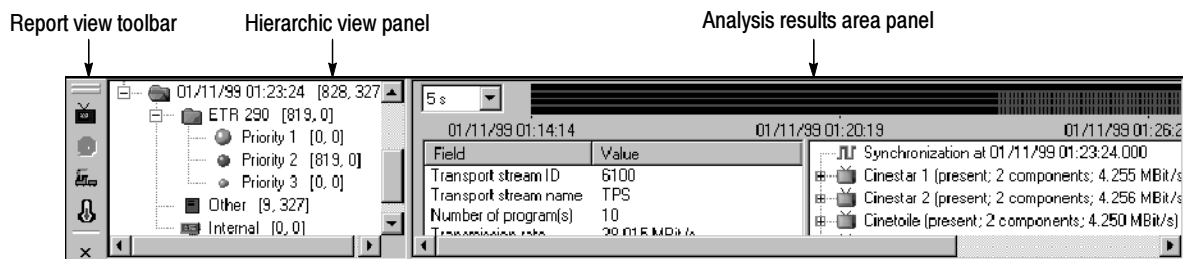 Report view toolbar
Hierarchic view panel
Analysis results area panel
01/11/99 01:23:24 [828, 327
ETR 290 [819, 0]
Priority 1 [0, 0]
Priority 2 [819, 0]
Priority 3 [0, 0]
Other [9, 327]
Internal [0, 0]
5 s
01/11/99 01:14:14
01/11/99 01:20:19
01/11/99 01:26:2
Field Value
Transport stream ID 6100
Transport stream name TPS
Number of program(s) 10
Transmission rate 38.015 MBit/s
Synchronization at 01/11/99 01:23:24.000
Cinestar 1 (present; 2 components; 4.255 MBit/s
Cinestar 2 (present; 2 components; 4.256 MBit/s
Cinetoile (present; 2 components; 4.250 MBit/s)